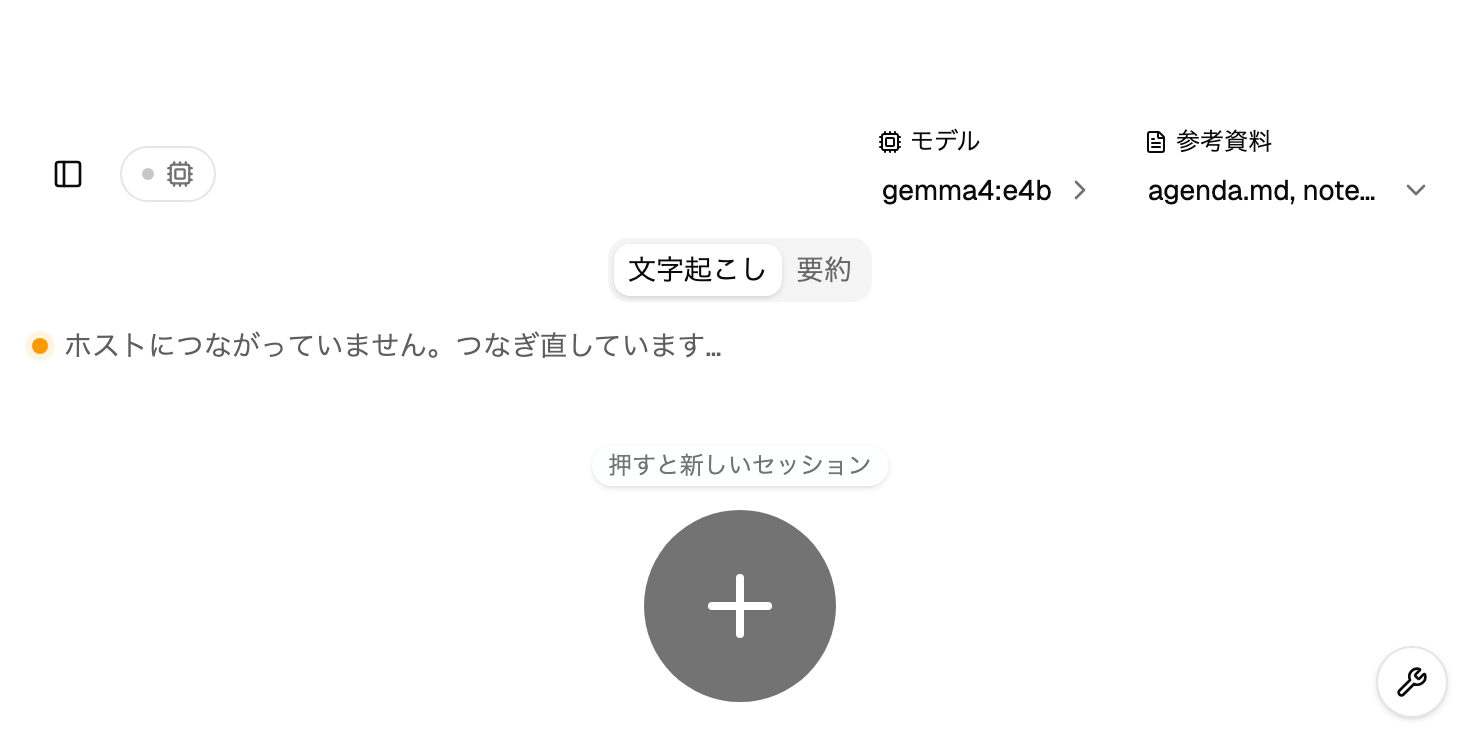 モデル
参考資料
gemma4:e4b
agenda.md, note...
文字起こし
要約
ホストにつながっていません。つなぎ直しています...
押すと新しいセッション